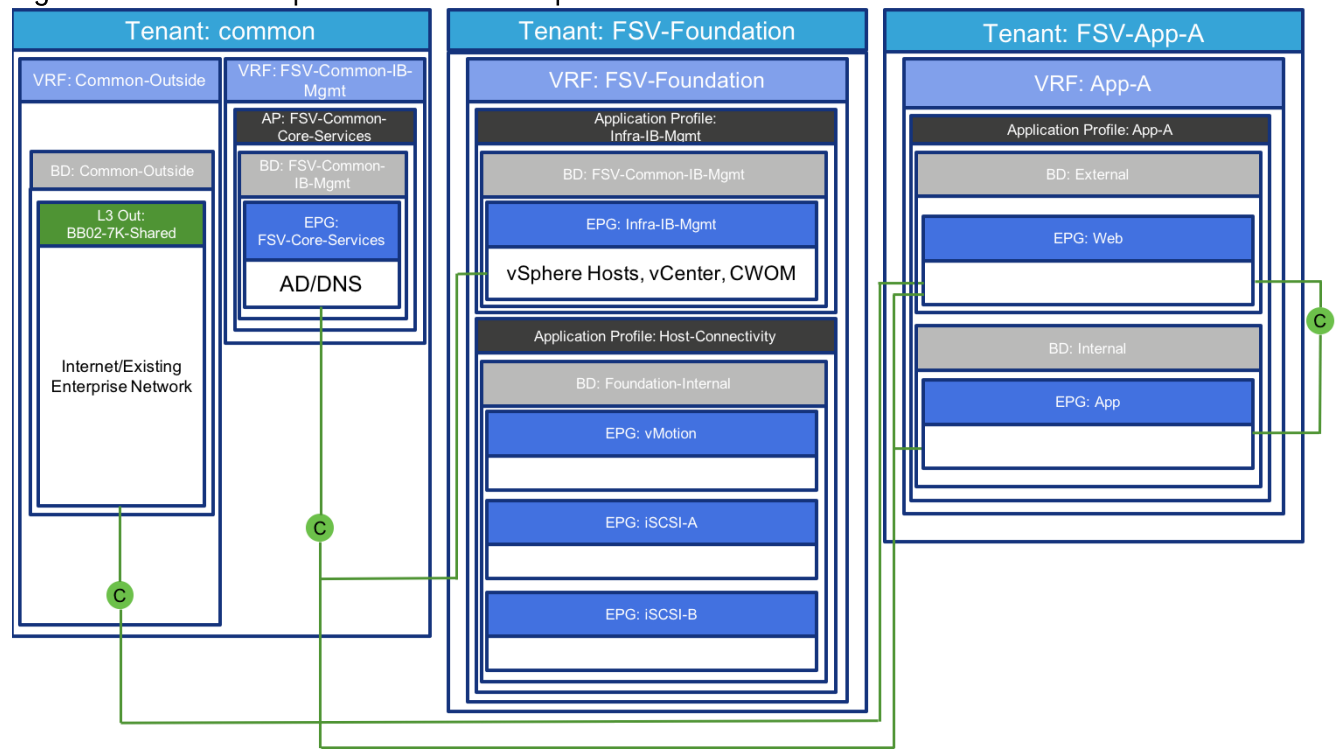 Tenant: common
VRF: Common-Outside
BD: Common-Outside
L3 Out:
BB02-7K-Shared
Internet/Existing
Enterprise Network
C
VRF: FSV-Common-IB-
Mgmt
AP: FSV-Common-
Core-Services
BD: FSV-Common-
IB-Mgmt
EPG:
FSV-Core-Services
AD/DNS
C
Tenant: FSV-Foundation
VRF: FSV-Foundation
Application Profile:
Infra-IB-Mgmt
BD: FSV-Common-IB-Mgmt
EPG: Infra-IB-Mgmt
vSphere Hosts, vCenter, CWOM
Application Profile: Host-Connectivity
BD: Foundation-Internal
EPG: vMotion
EPG: iSCSI-A
EPG: iSCSI-B
Tenant: FSV-App-A
VRF: App-A
Application Profile: App-A
BD: External
EPG: Web
C
BD: Internal
EPG: App